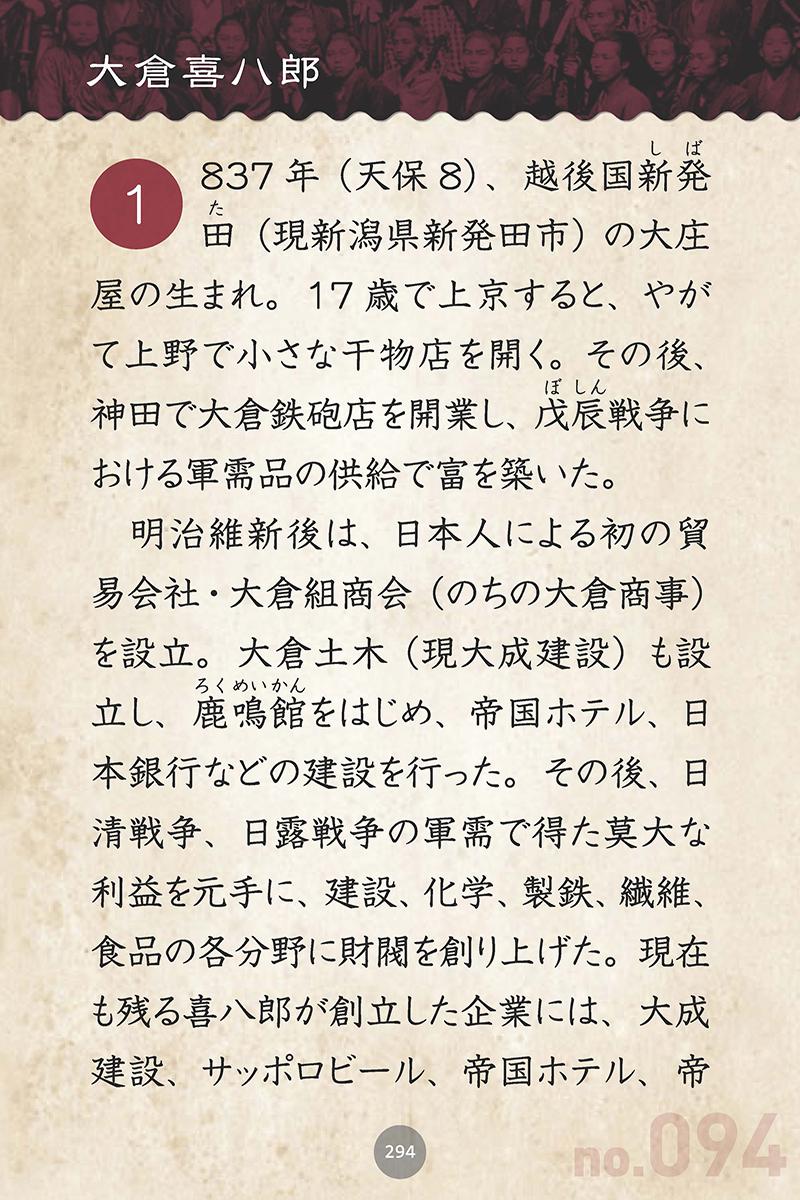 大倉喜八郎
1837年（天保8）、越後国新発
田（現新潟県新発田市）の大庄
屋の生まれ。17歳で上京すると、やが
て上野で小さな干物店を開く。その後、
神田で大倉鉄砲店を開業し、戊辰戦争に
おける軍需品の供給で富を築いた。
明治維新後は、日本人による初の貿
易会社・大倉組商会（のちの大倉商事）
を設立。大倉土木（現大成建設）も設
立し、鹿鳴館をはじめ、帝国ホテル、日
本銀行などの建設を行った。その後、日
清戦争、日露戦争の軍需で得た莫大な
利益を元手に、建設、化学、製鉄、繊維、
食品の各分野に財閥を創り上げた。現在
も残る喜八郎が創立した企業には、大成
建設、サッポロビール、帝国ホテル、帝
294
no.094